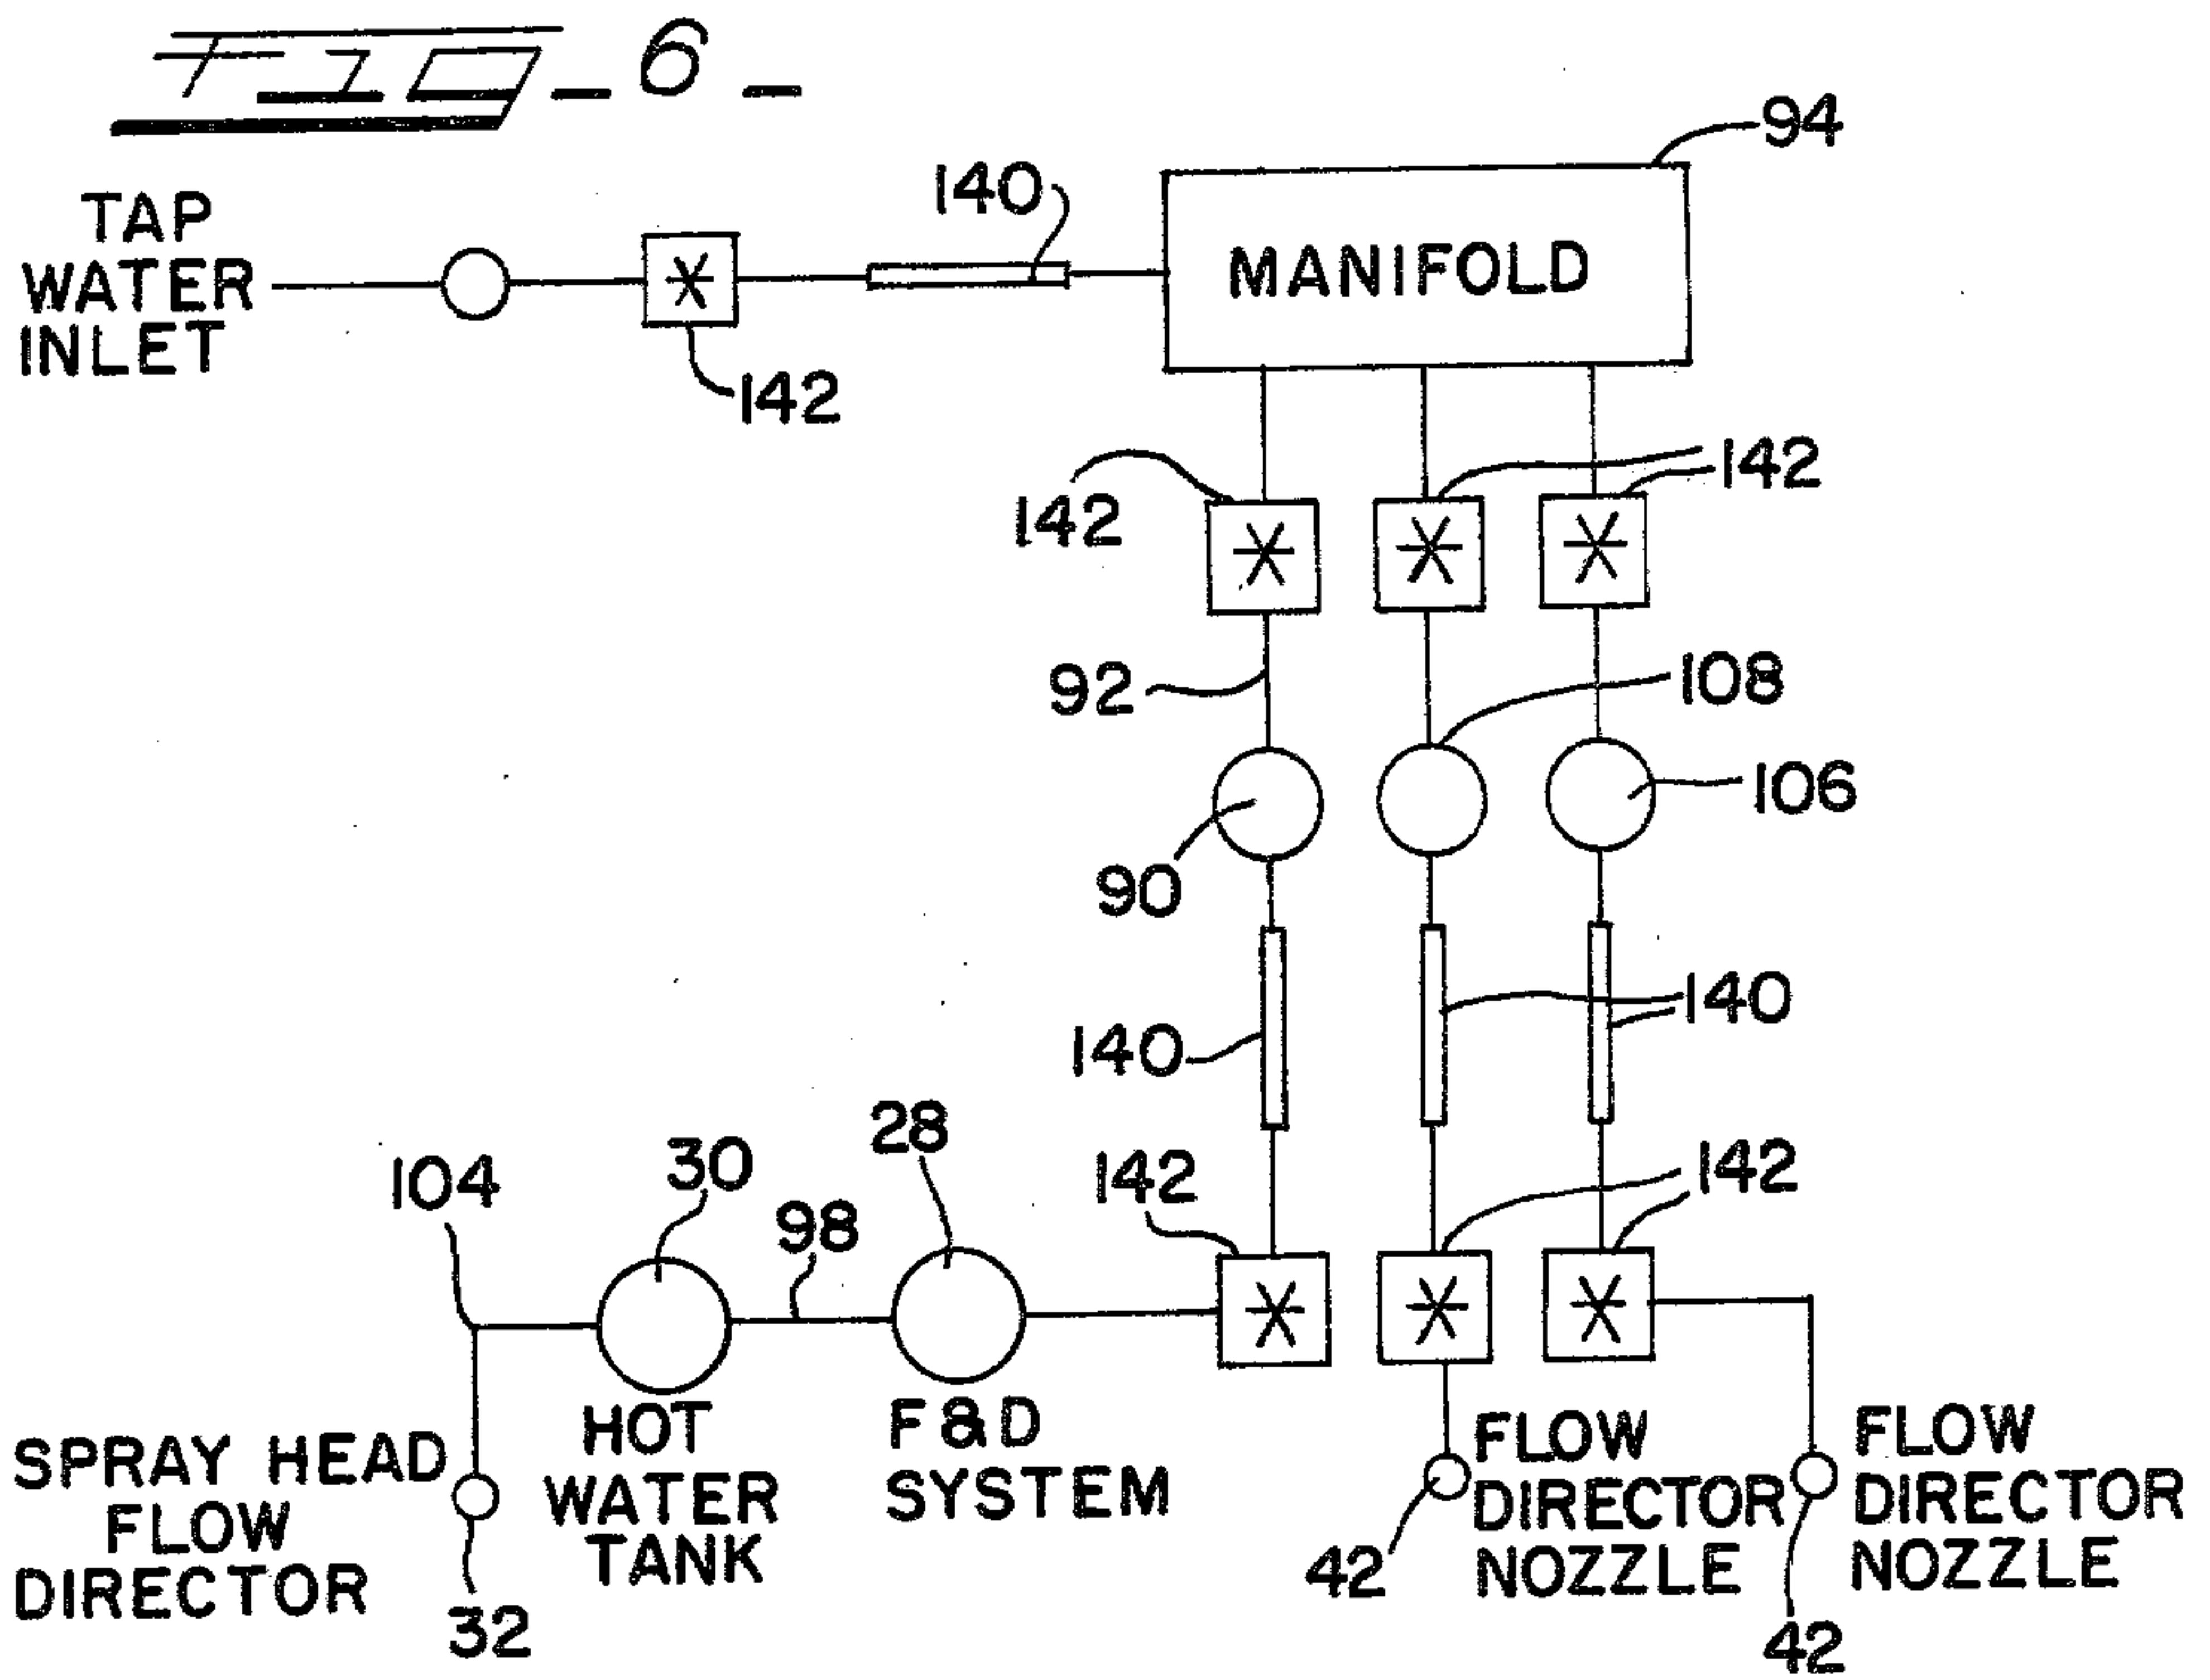 FIG_6_
94
140
TAP
WATER
INLET
MANIFOLD
142
142
142
92
108
106
90
140
140
28
30
104
98
142
142
HOT
WATER
TANK
F & D
SYSTEM
SPRAY HEAD
FLOW
DIRECTOR
32
FLOW
DIRECTOR
NOZZLE
42
FLOW
DIRECTOR
NOZZLE
42